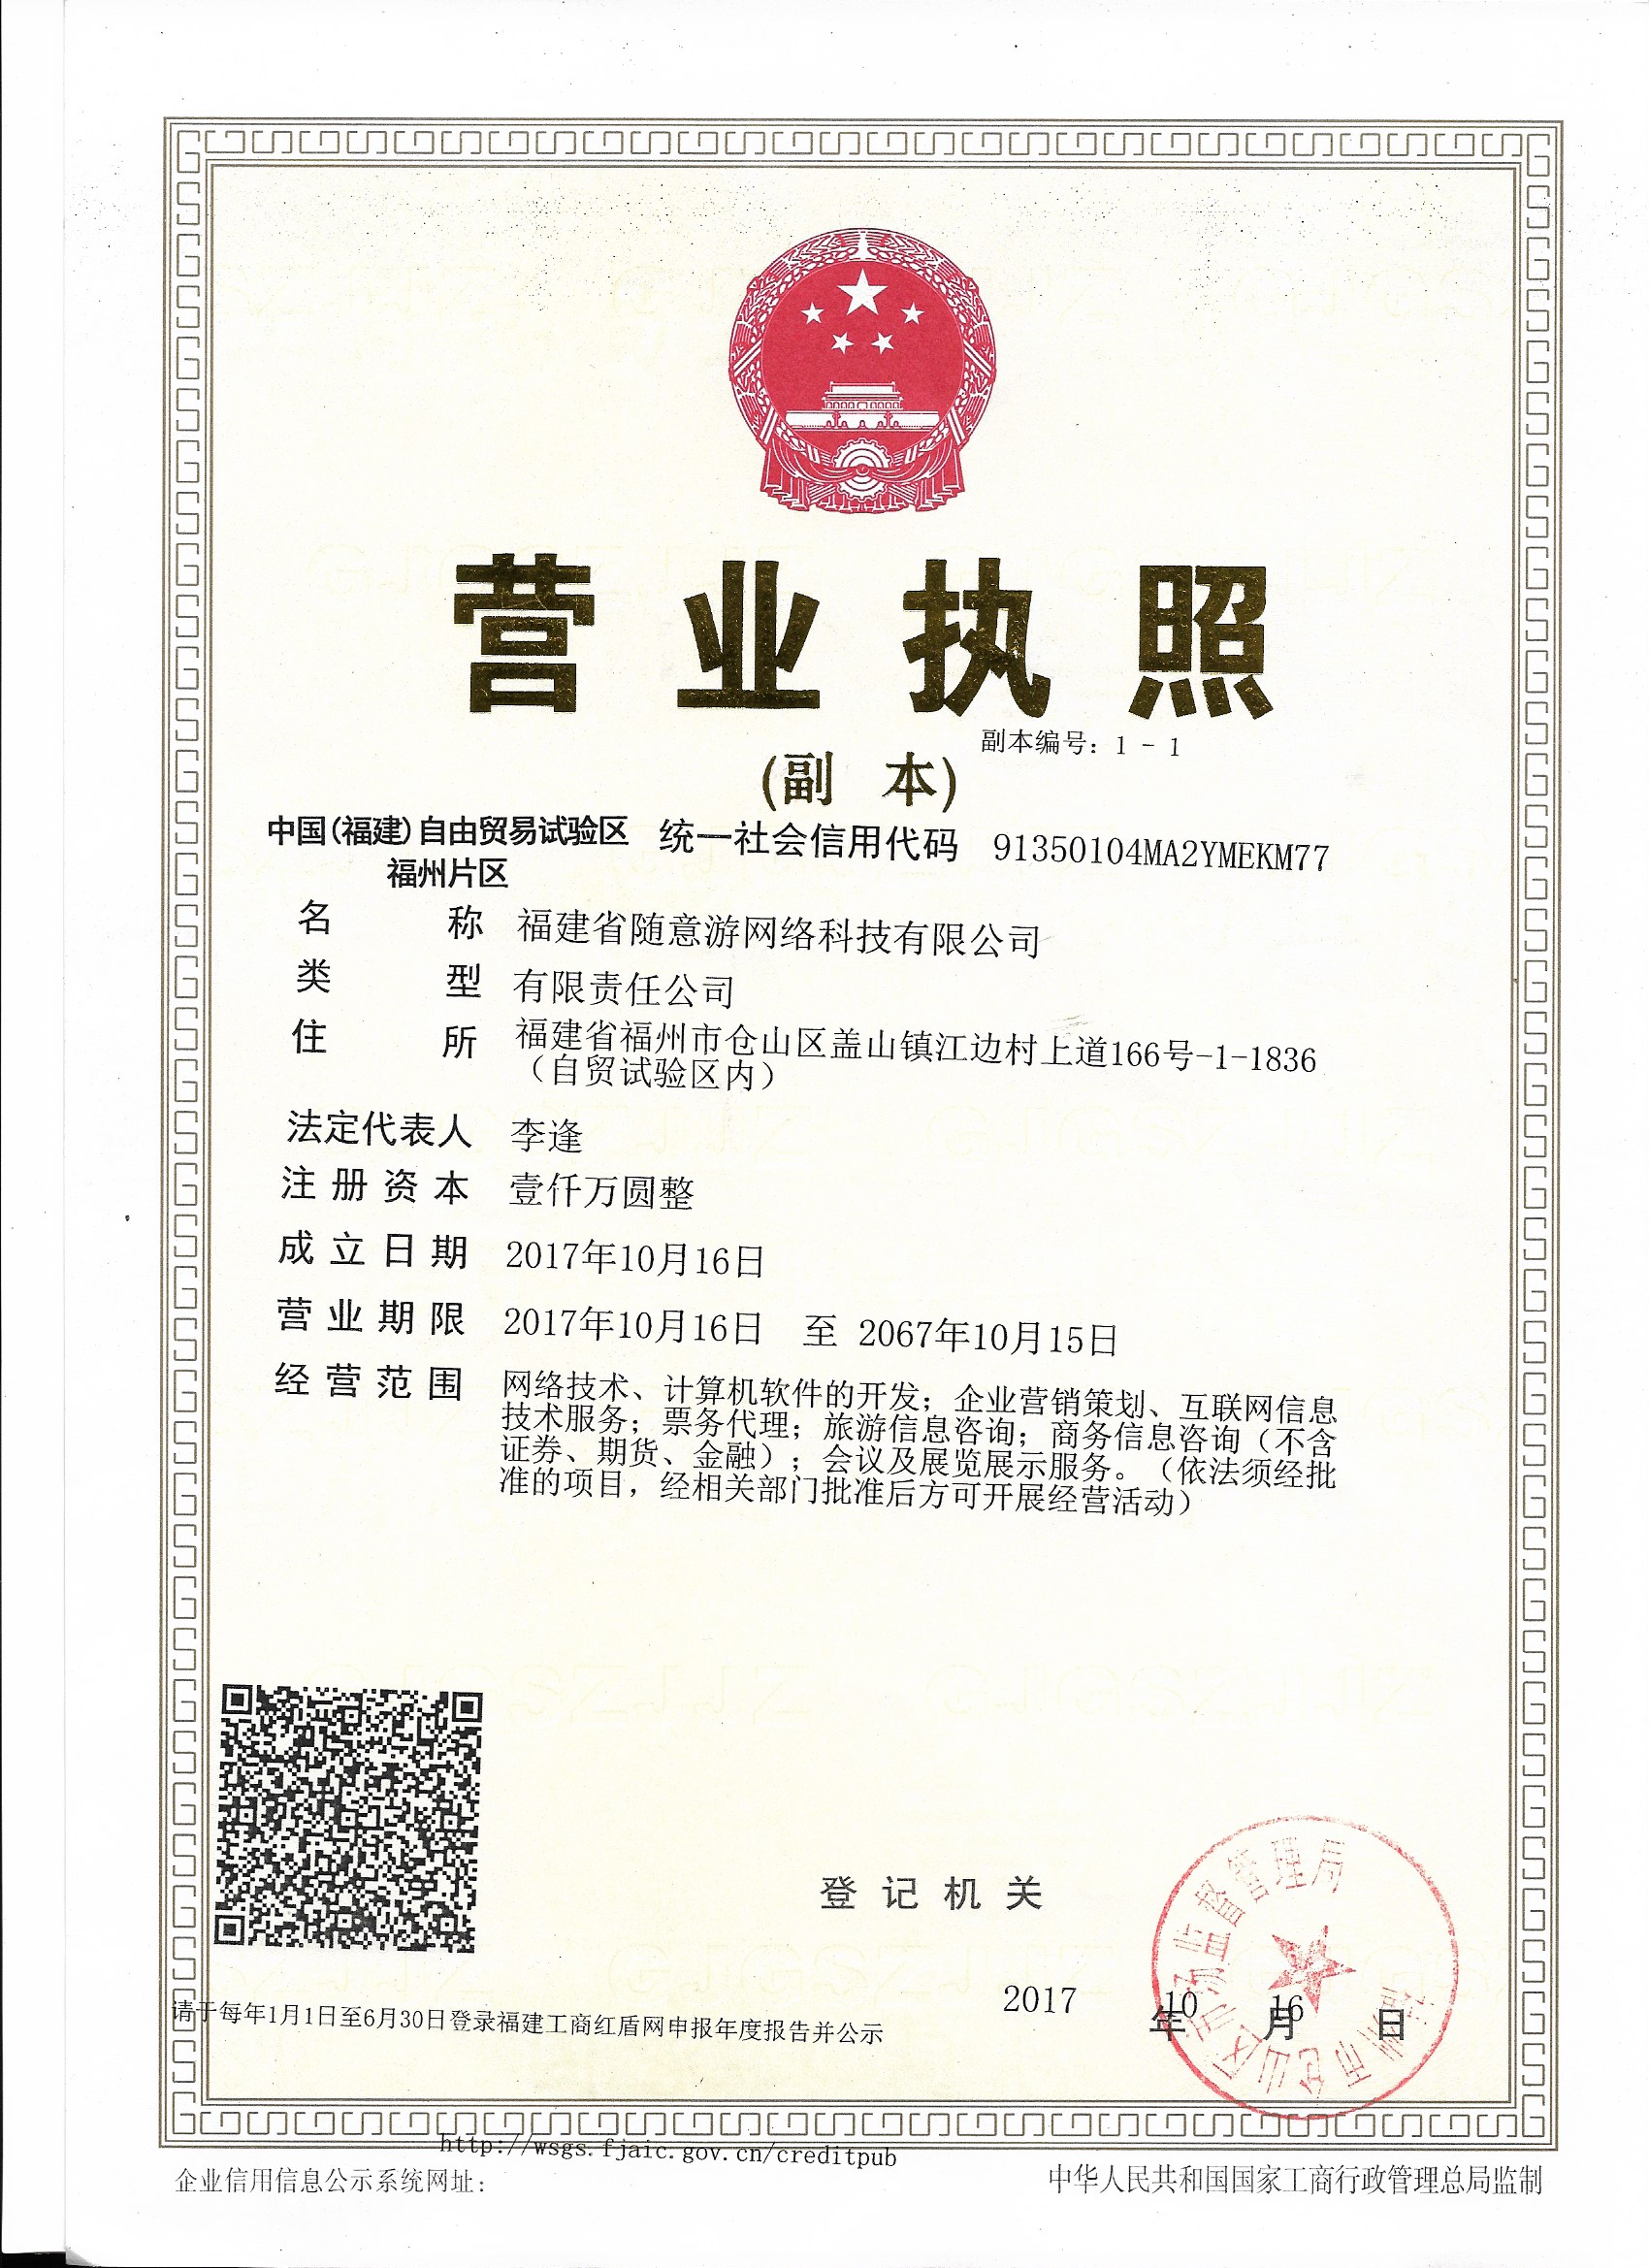 营业执照
副本编号：1 - 1
(副 本)
中国(福建)自由贸易试验区 统一社会信用代码 91350104MA2YMEKM77
福州片区
名 称 福建省随意游网络科技有限公司
类 型 有限责任公司
住 所 福建省福州市仓山区盖山镇江边村上道166号-1-1836
（自贸试验区内）
法定代表人 李逢
注册资本 壹仟万圆整
成立日期 2017年10月16日
营业期限 2017年10月16日 至 2067年10月15日
经营范围 网络技术、计算机软件的开发；企业营销策划、互联网信息
技术服务；票务代理；旅游信息咨询；商务信息咨询（不含
证券、期货、金融）；会议及展览展示服务。（依法须经批
准的项目，经相关部门批准后方可开展经营活动）
登记机关
福州市仓山区市场监督管理局
2017 年 10 月 16 日
请于每年1月1日至6月30日登录福建工商红盾网申报年度报告并公示
http://wsgs.fjaic.gov.cn/creditpub
企业信用信息公示系统网址：
中华人民共和国国家工商行政管理总局监制